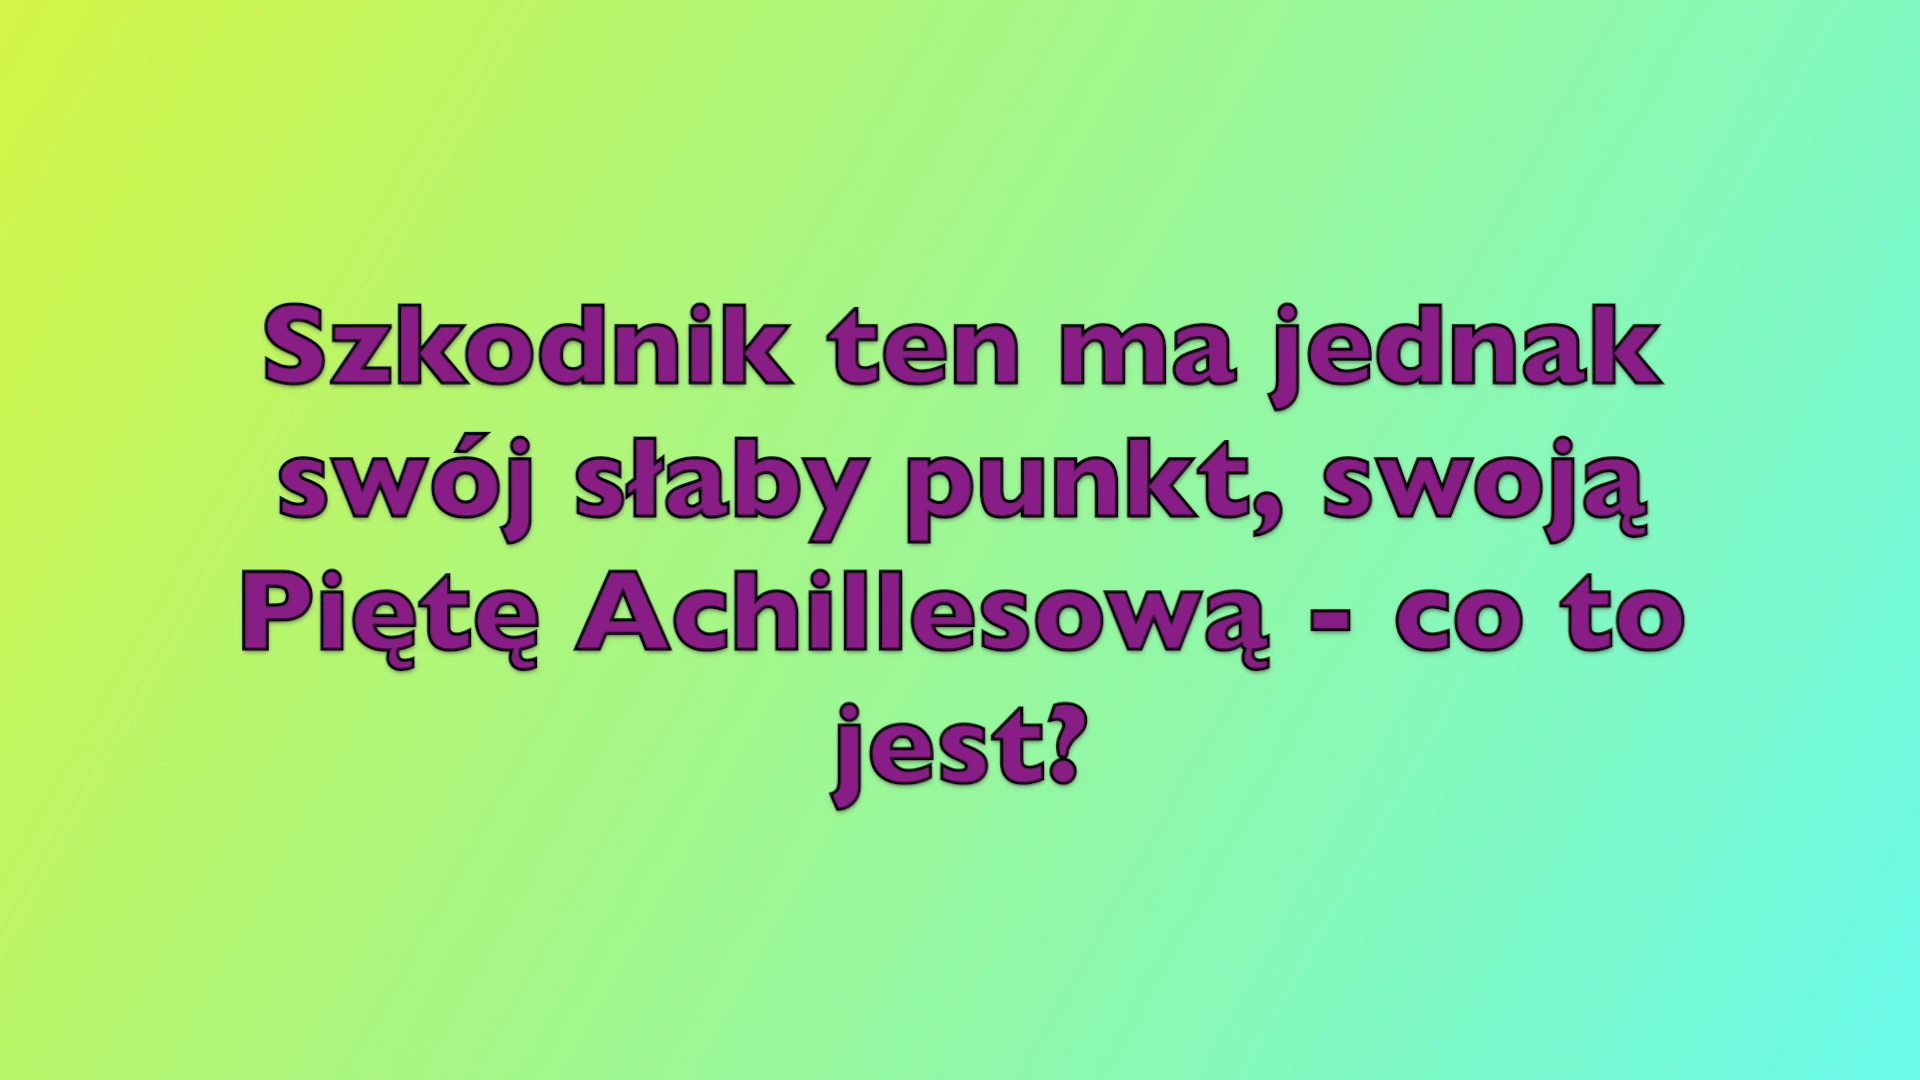 Szkodnik ten ma jednak
swój słaby punkt, swoją
Piętę Achillesową - co to
jest?